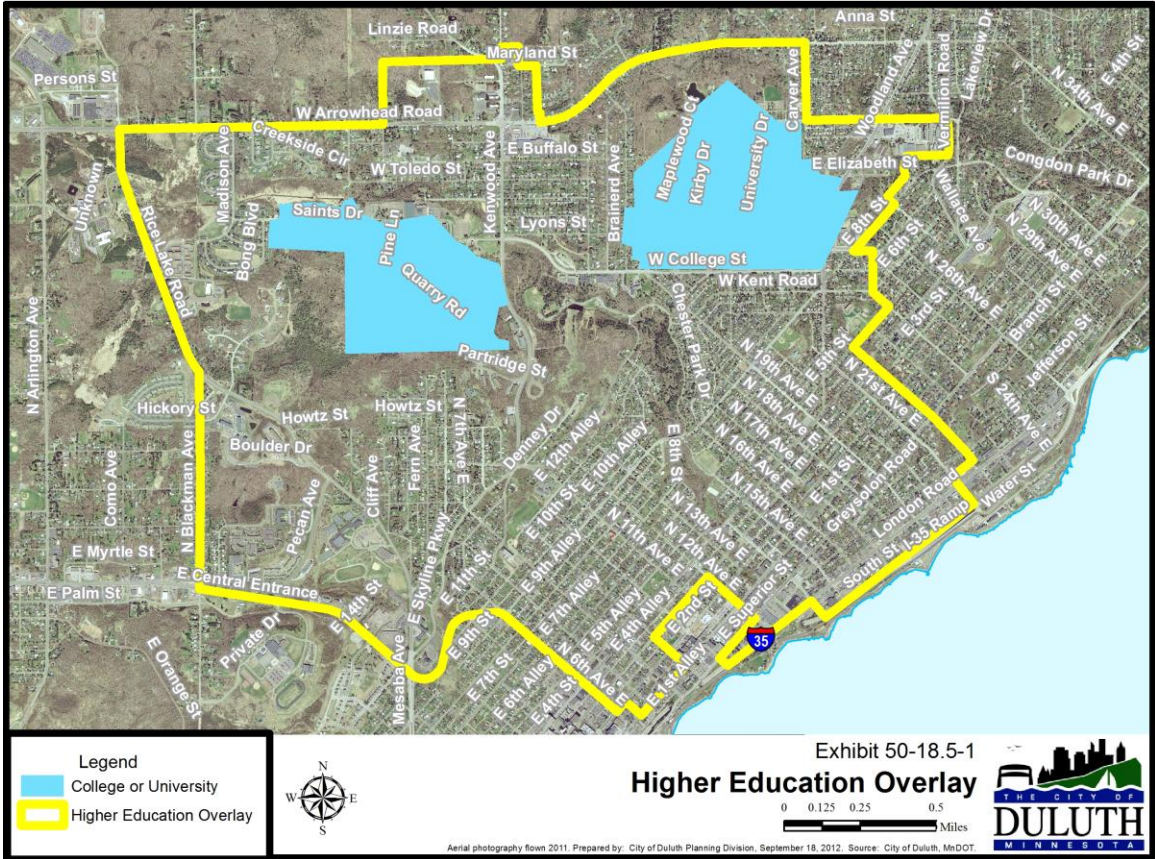 Anna St
Linzie Road
Maryland St
Persons St
W Arrowhead Road
Creekside Cir
Madison Ave
W Toledo St
Kenwood Ave
E Buffalo St
Brainerd Ave
Maplewood Ct
Kirby Dr
University Dr
Carver Ave
Woodland Ave
Vermilion Road
Lakeview Dr
N 34th Ave E
E 4th St
E Elizabeth St
Congdon Park Dr
Wallace Ave
Unknown
Rice Lake Road
Bong Blvd
Saints Dr
Pine Ln
Quarry Rd
Lyons St
W College St
W Kent Road
E 8th St
E 6th St
N 30th Ave E
N 29th Ave E
N 26th Ave E
Branch St
E 3rd St
Jefferson St
S 24th Ave E
N Arlington Ave
Partridge St
Chester Park Dr
N 19th Ave E
E 5th St
N 21st Ave E
N 18th Ave E
N 17th Ave E
N 16th Ave E
N 15th Ave E
E 1st St
Greysolon Road
London Road
Water St
I-35 Ramp
South St
Hickory St
Howtz St
Howtz St
Boulder Dr
N 7th Ave E
Fern Ave
Cliff Ave
Denney Dr
E 12th Alley
E 10th Alley
E 8th St
Como Ave
N Blackman Ave
Pecan Ave
E Skyline Pkwy
E 10th St
E 9th Alley
E 11th St
N 13th Ave E
N 12th Ave E
N 11th Ave E
E Myrtle St
E Palm St
E Central Entrance
E 14th St
E 9th St
E 7th Alley
E 5th Alley
E 4th Alley
E 2nd St
E Superior St
35
E Orange St
Private Dr
Mesaba Ave
E 7th St
E 6th Alley
E 4th St
N 6th Ave E
E 1st Alley
Legend
College or University
Higher Education Overlay
N
W E
S
Exhibit 50-18.5-1
Higher Education Overlay
0 0.125 0.25 0.5
Miles
THE CITY OF
DULUTH
MINNESOTA
Aerial photography flown 2011. Prepared by: City of Duluth Planning Division, September 18, 2012. Source: City of Duluth, MnDOT.